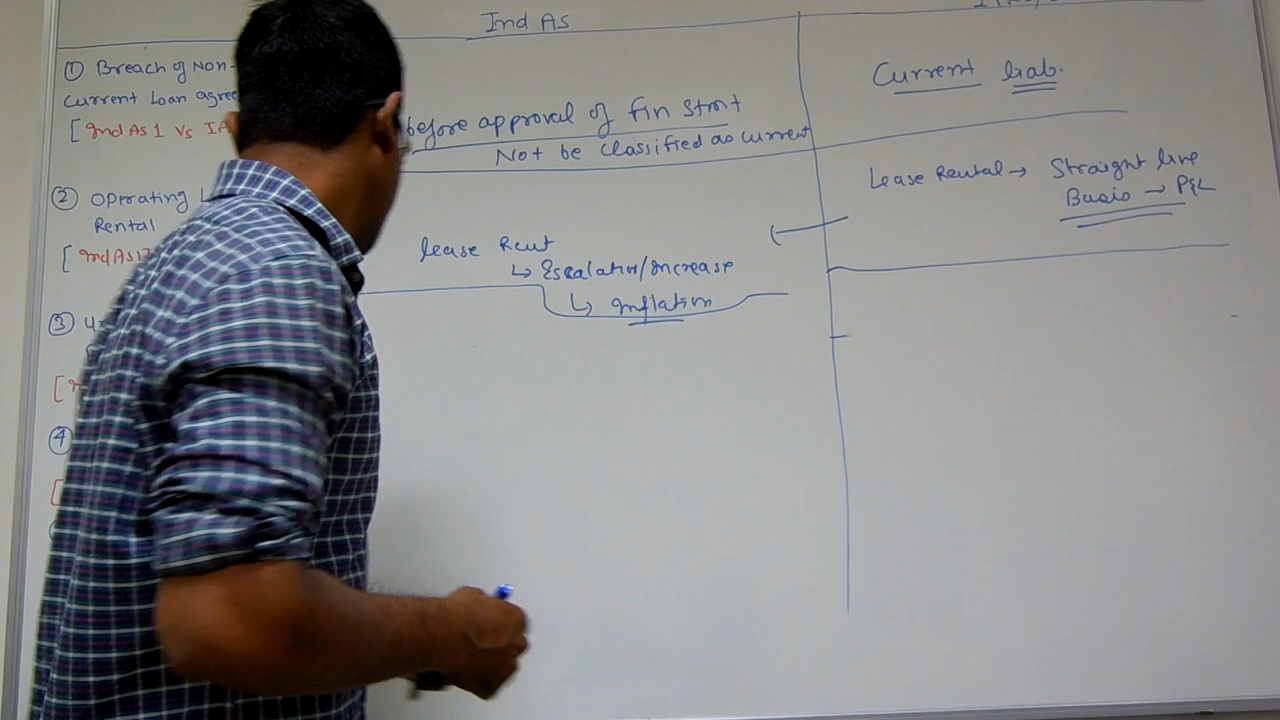 Ind As
① Breach of Non-
Current Loan agree
[Ind As 1 Vs IA
before approval of fin Stmt
Not be classified as current
Current liab.
② Operating L
Rental
[Ind As 17
lease Rent
↳ Escalation/Increase
↳ Inflation
Lease Rental → Straight line
Basis → P&L
③
④